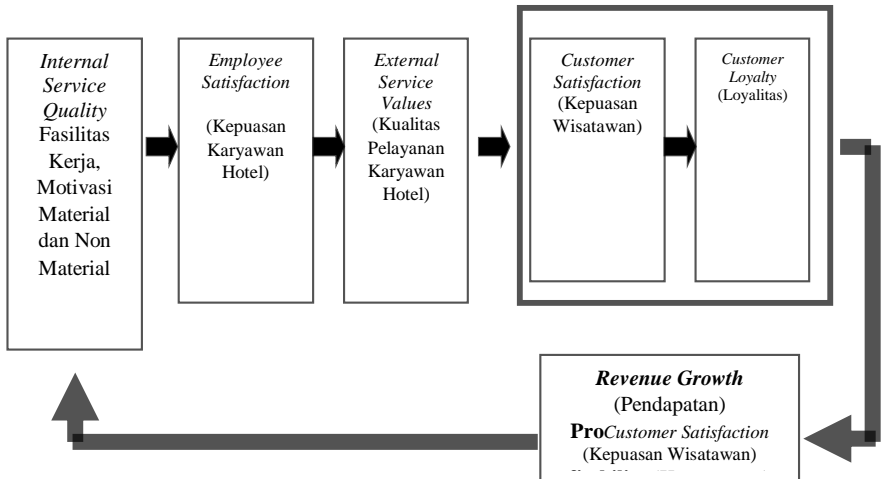 Internal
Service
Quality
Fasilitas
Kerja,
Motivasi
Material
dan Non
Material
Employee
Satisfaction
(Kepuasan
Karyawan
Hotel)
External
Service
Values
(Kualitas
Pelayanan
Karyawan
Hotel)
Customer
Satisfaction
(Kepuasan
Wisatawan)
Customer
Loyalty
(Loyalitas)
Revenue Growth
(Pendapatan)
ProCustomer Satisfaction
(Kepuasan Wisatawan)